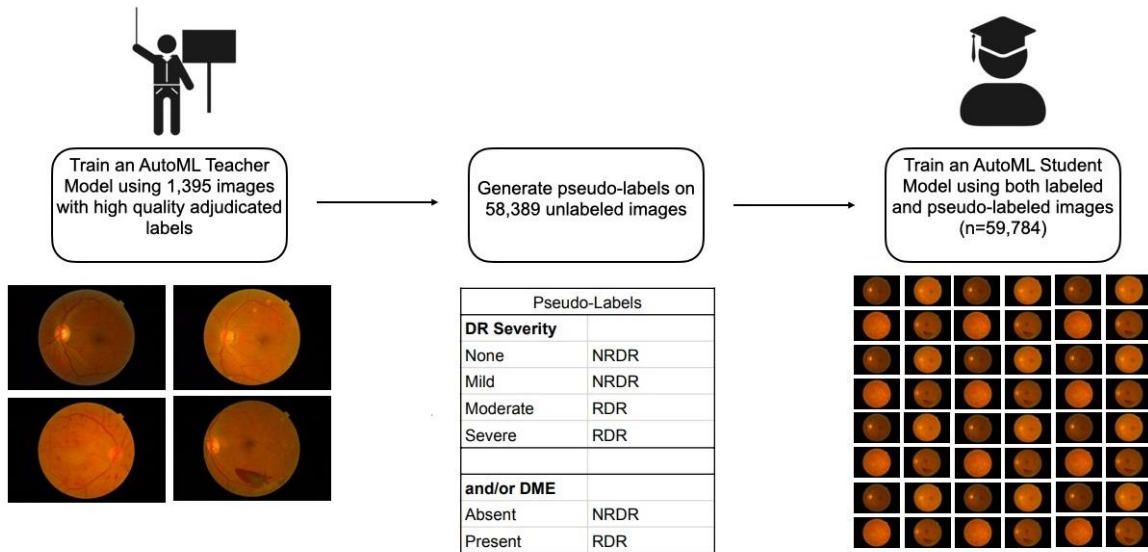 Train an AutoML Teacher
Model using 1,395 images
with high quality adjudicated
labels
Generate pseudo-labels on
58,389 unlabeled images
Train an AutoML Student
Model using both labeled
and pseudo-labeled images
(n=59,784)
Pseudo-Labels
DR Severity
None NRDR
Mild NRDR
Moderate RDR
Severe RDR
and/or DME
Absent NRDR
Present RDR